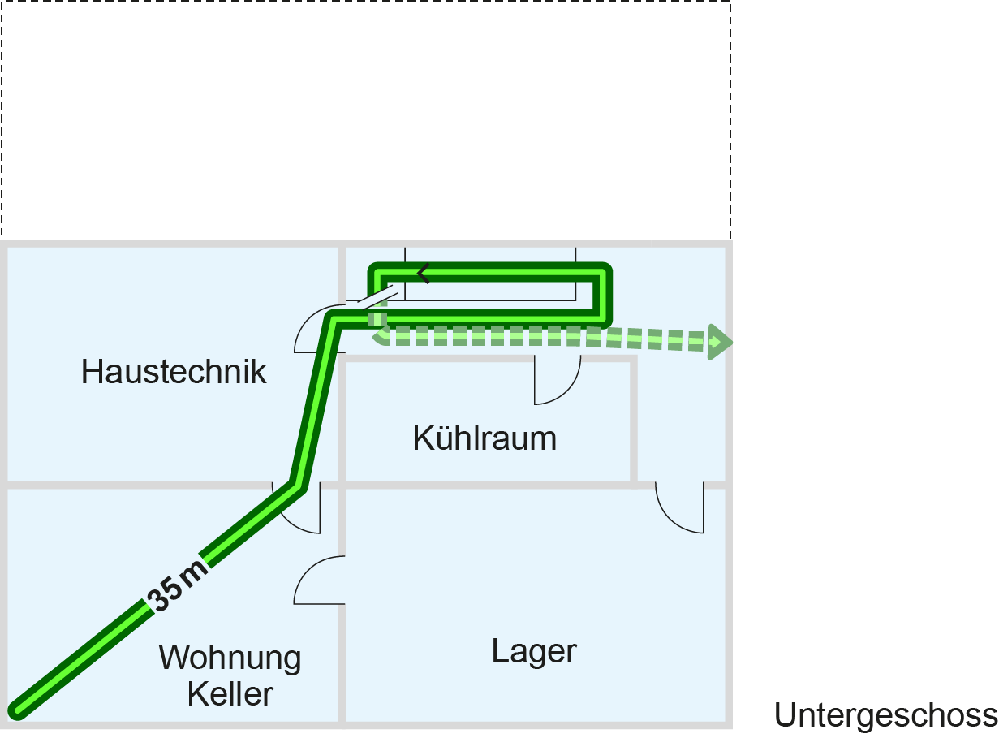 Haustechnik
Kühlraum
35 m
Wohnung
Keller
Lager
Untergeschoss